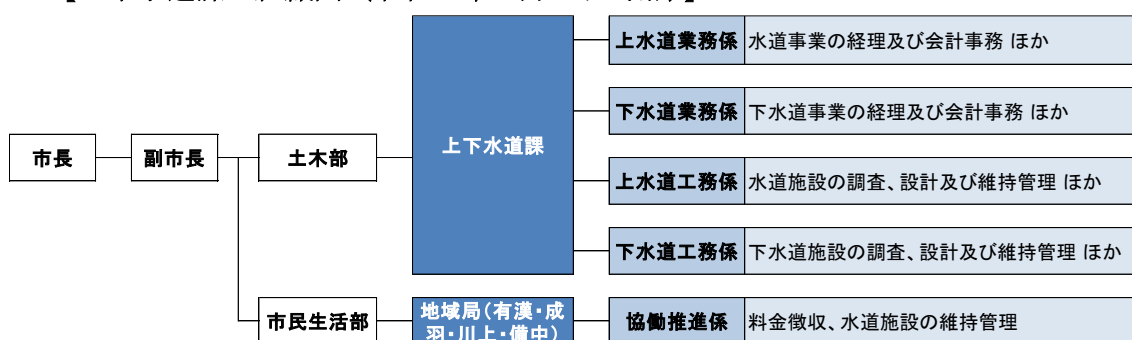 上水道業務係 水道事業の経理及び会計事務 ほか
下水道業務係 下水道事業の経理及び会計事務 ほか
市長 副市長 土木部 上下水道課
上水道工務係 水道施設の調査、設計及び維持管理 ほか
下水道工務係 下水道施設の調査、設計及び維持管理 ほか
市民生活部 地域局(有漢・成
羽・川上・備中)
協働推進係 料金徴収、水道施設の維持管理